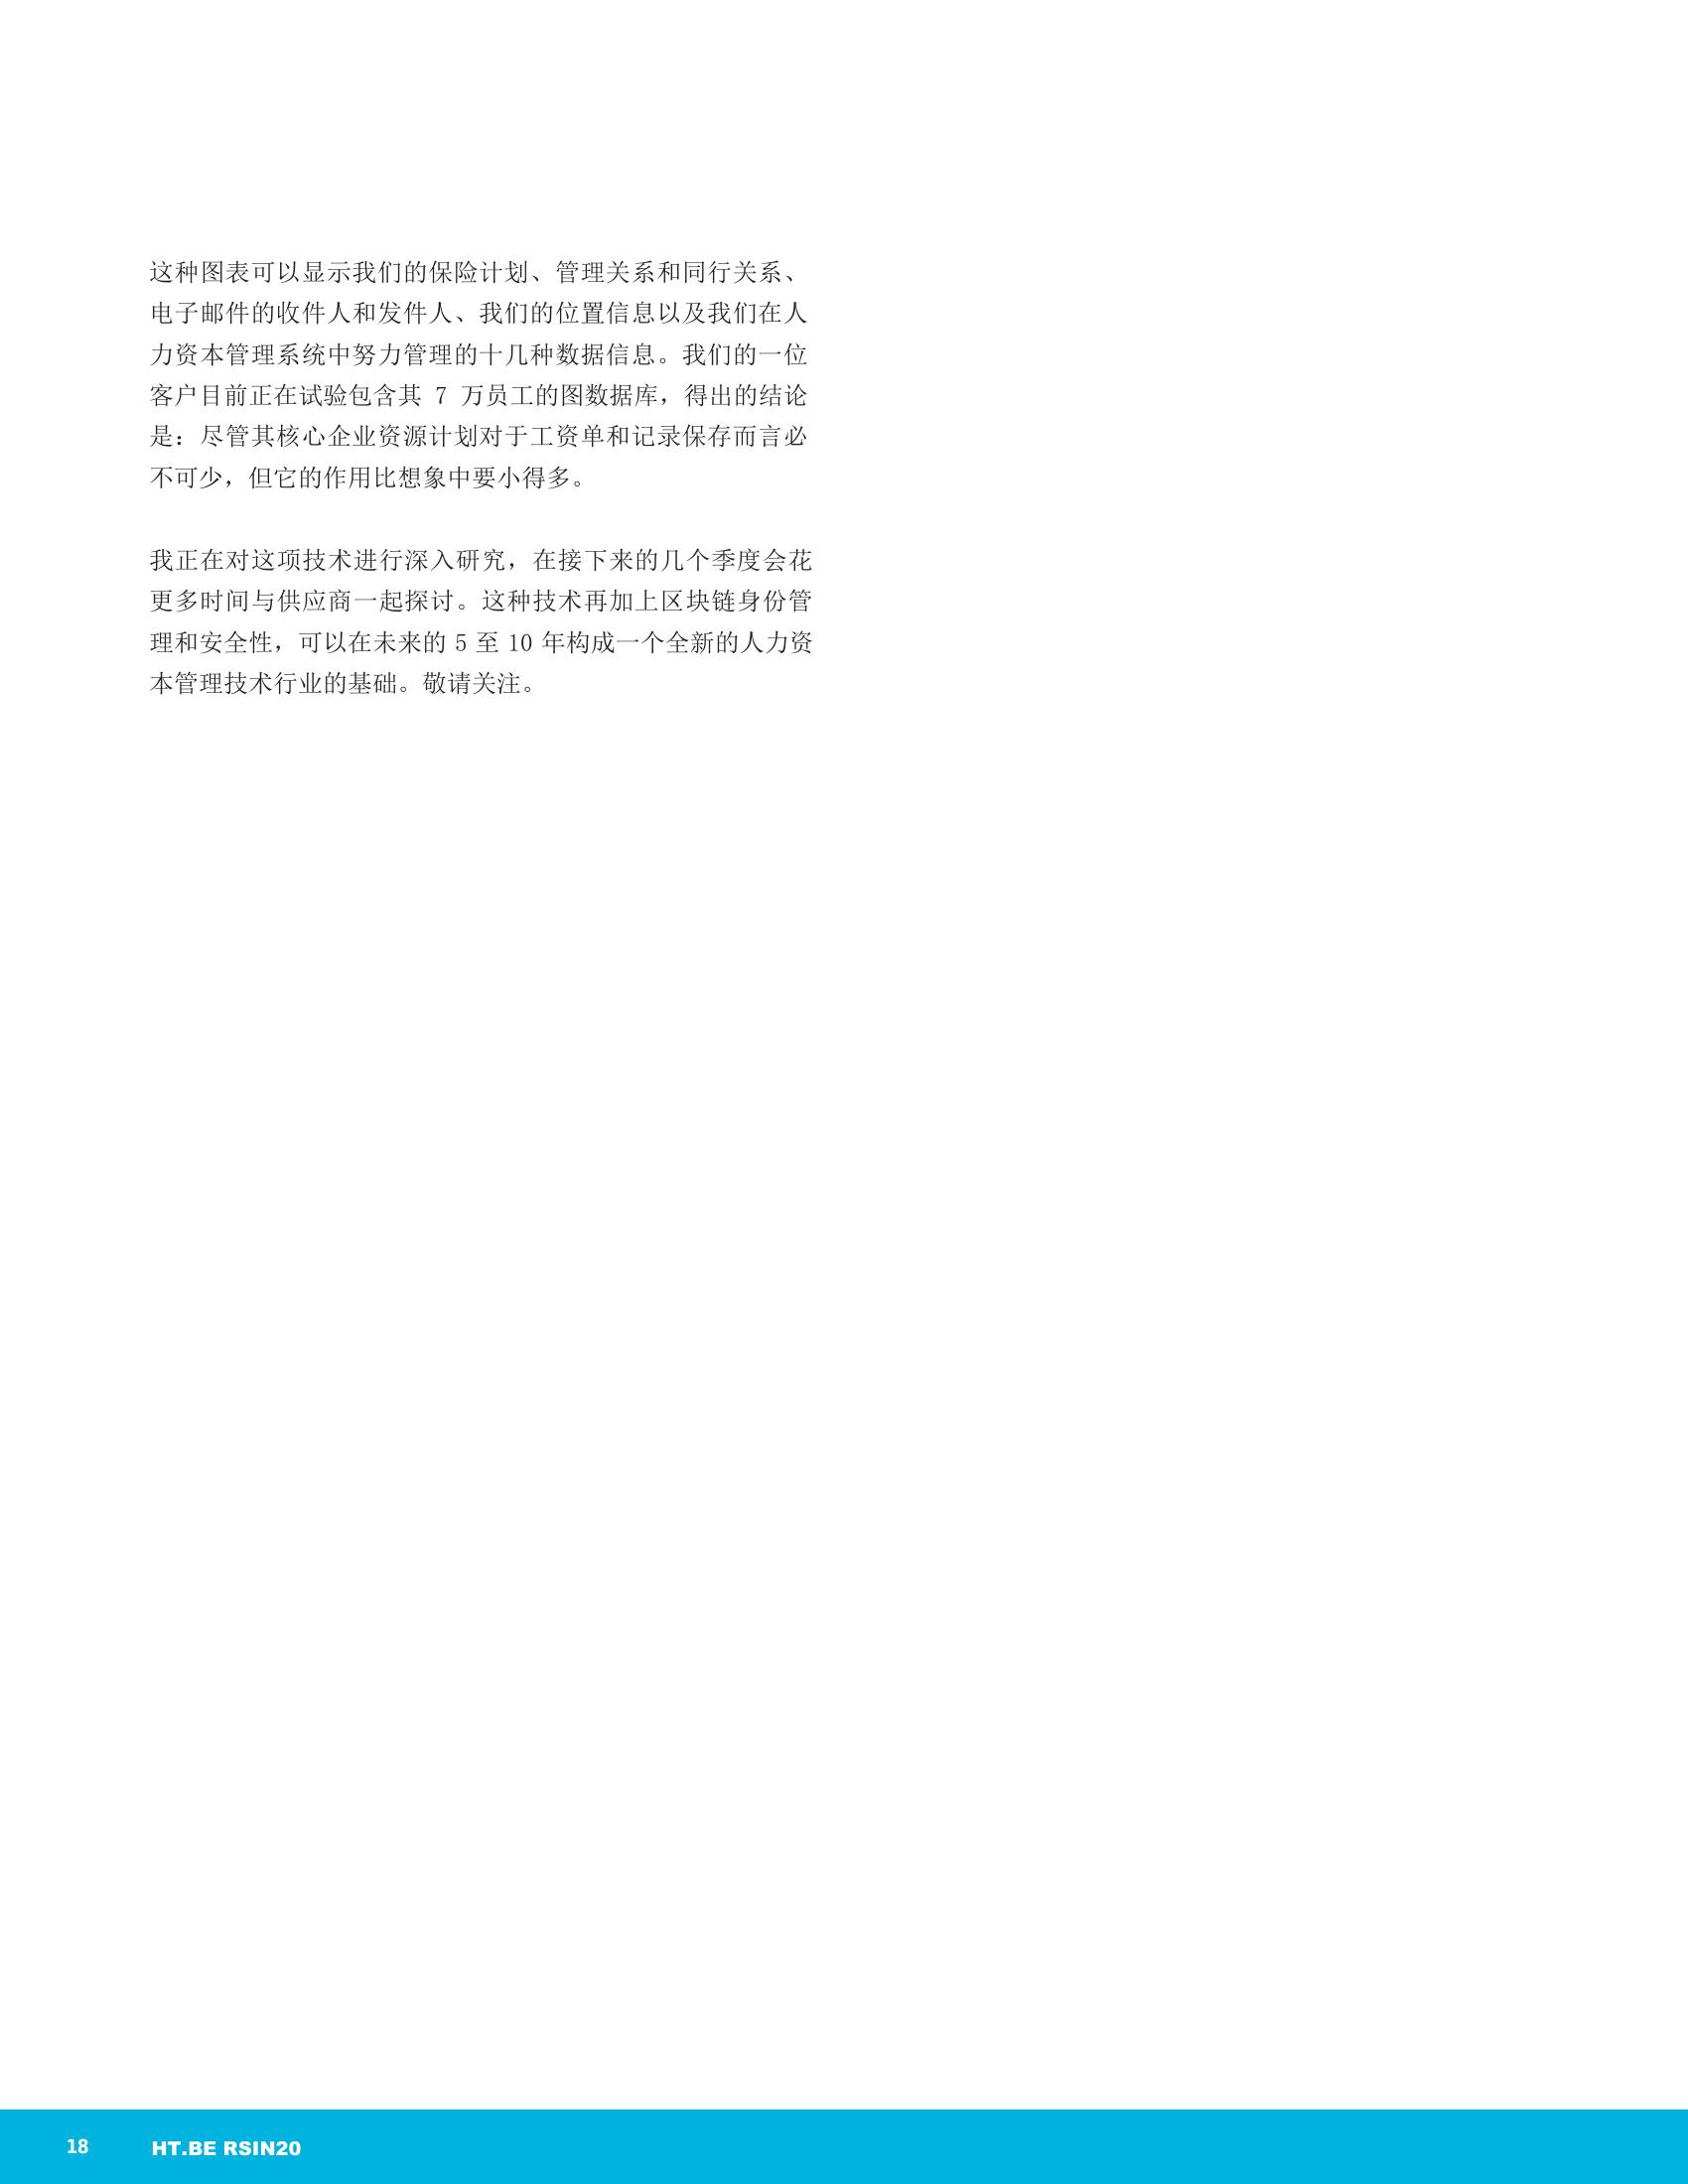 这种图表可以显示我们的保险计划、管理关系和同行关系、
电子邮件的收件人和发件人、我们的位置信息以及我们在人
力资本管理系统中努力管理的十几种数据信息。我们的一位
客户目前正在试验包含其 7 万员工的图数据库，得出的结论
是：尽管其核心企业资源计划对于工资单和记录保存而言必
不可少，但它的作用比想象中要小得多。
我正在对这项技术进行深入研究，在接下来的几个季度会花
更多时间与供应商一起探讨。这种技术再加上区块链身份管
理和安全性，可以在未来的 5 至 10 年构成一个全新的人力资
本管理技术行业的基础。敬请关注。
18 HT.BE RSIN20